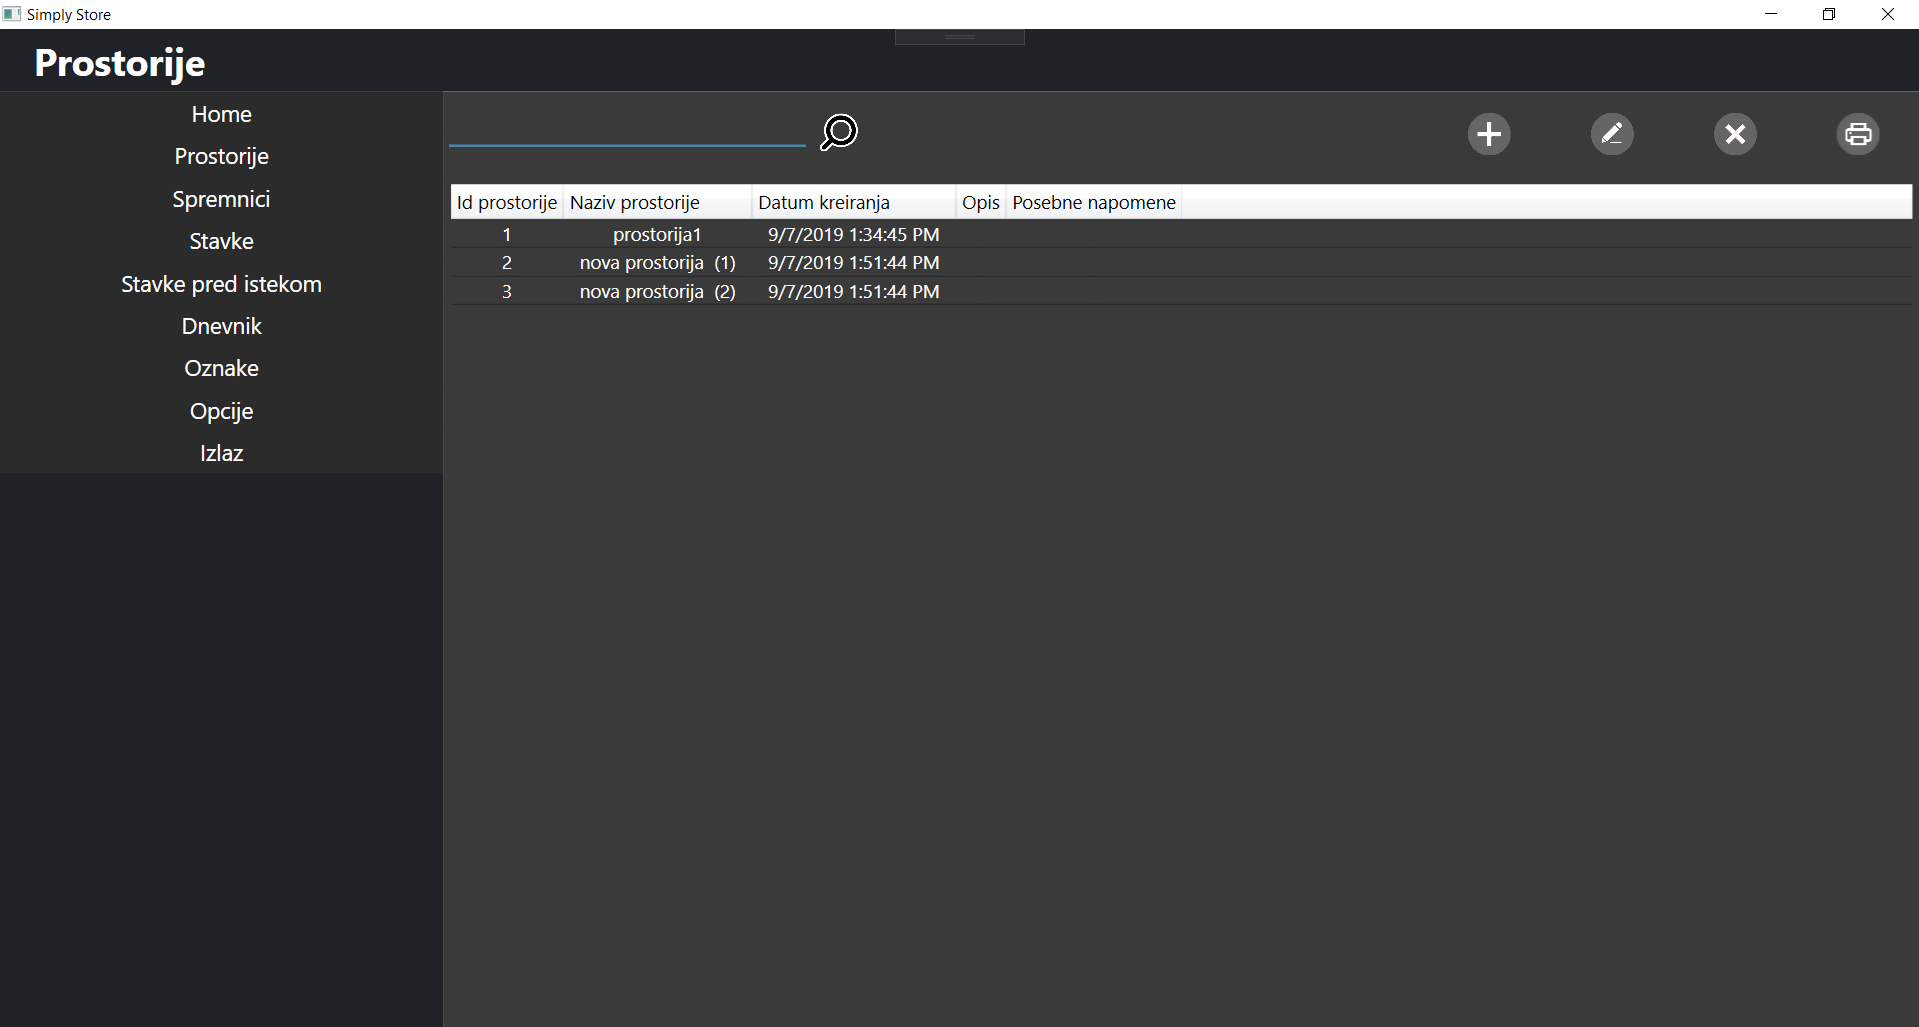 Simply Store
Prostorije
Home
Prostorije
Spremnici
Stavke
Stavke pred istekom
Dnevnik
Oznake
Opcije
Izlaz
Id prostorije Naziv prostorije Datum kreiranja Opis Posebne napomene
1 prostorija1 9/7/2019 1:34:45 PM
2 nova prostorija (1) 9/7/2019 1:51:44 PM
3 nova prostorija (2) 9/7/2019 1:51:44 PM